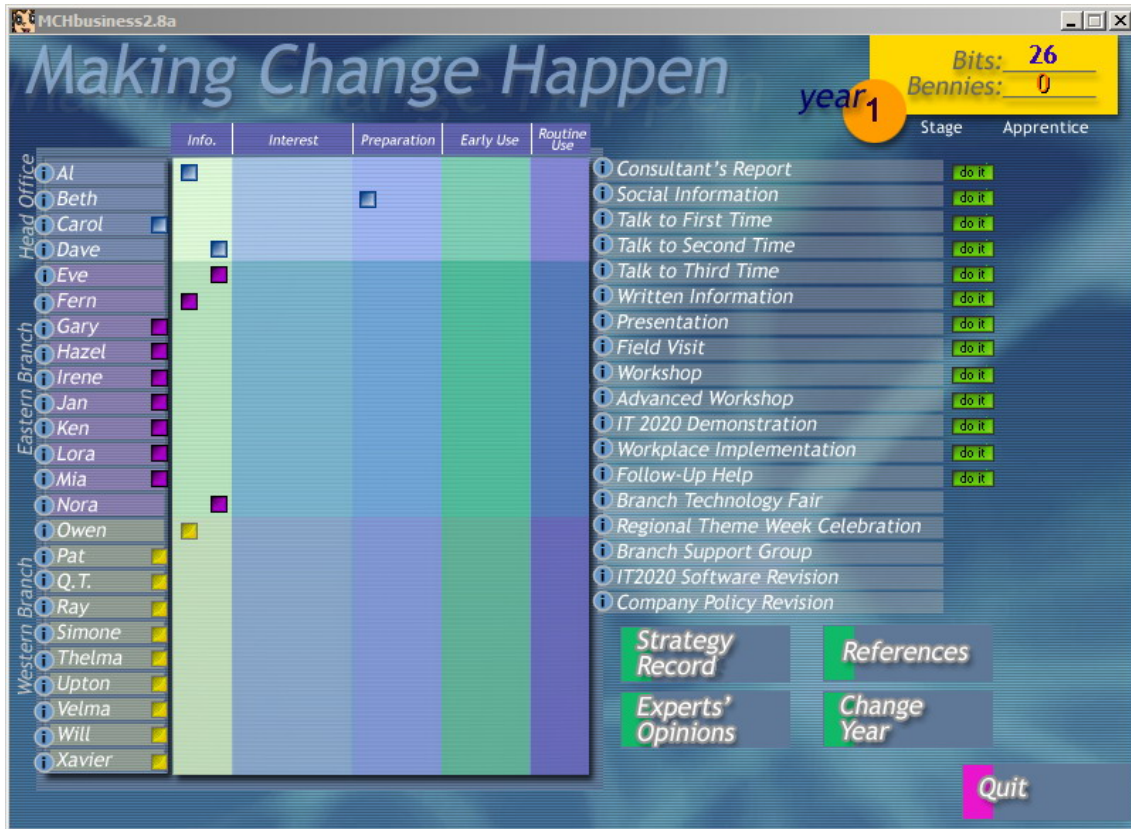 MCHbusiness2.8a
Making Change Happen
Bits: 26
Bennies: 0
year 1
Stage Apprentice
Info. Interest Preparation Early Use Routine Use
Head Office
Al
Beth
Carol
Dave
Eastern Branch
Eve
Fern
Gary
Hazel
Irene
Jan
Ken
Lora
Mia
Nora
Western Branch
Owen
Pat
Q.T.
Ray
Simone
Thelma
Upton
Velma
Will
Xavier
i Consultant's Report do it
i Social Information do it
i Talk to First Time do it
i Talk to Second Time do it
i Talk to Third Time do it
i Written Information do it
i Presentation do it
i Field Visit do it
i Workshop do it
i Advanced Workshop do it
i IT 2020 Demonstration do it
i Workplace Implementation do it
i Follow-Up Help do it
i Branch Technology Fair
i Regional Theme Week Celebration
i Branch Support Group
i IT2020 Software Revision
i Company Policy Revision
Strategy
Record
References
Experts'
Opinions
Change
Year
Quit